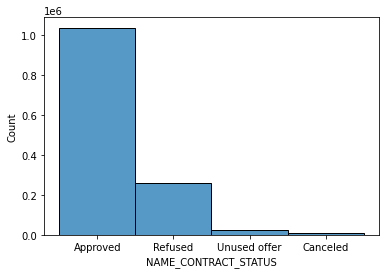 1e6
1.0
0.8
0.6
0.4
0.2
0.0
Count
Approved Refused Unused offer Canceled
NAME_CONTRACT_STATUS